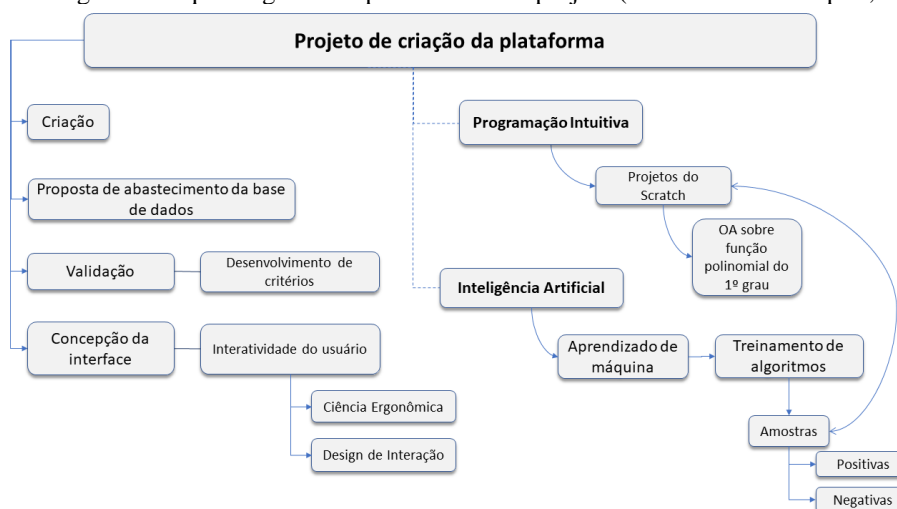 Projeto de criação da plataforma
Criação
Proposta de abastecimento da base
de dados
Validação
Desenvolvimento de
critérios
Concepção da
interface
Interatividade do usuário
Ciência Ergonômica
Design de Interação
Programação Intuitiva
Projetos do
Scratch
OA sobre
função
polinomial do
1º grau
Inteligência Artificial
Aprendizado de
máquina
Treinamento de
algoritmos
Amostras
Positivas
Negativas